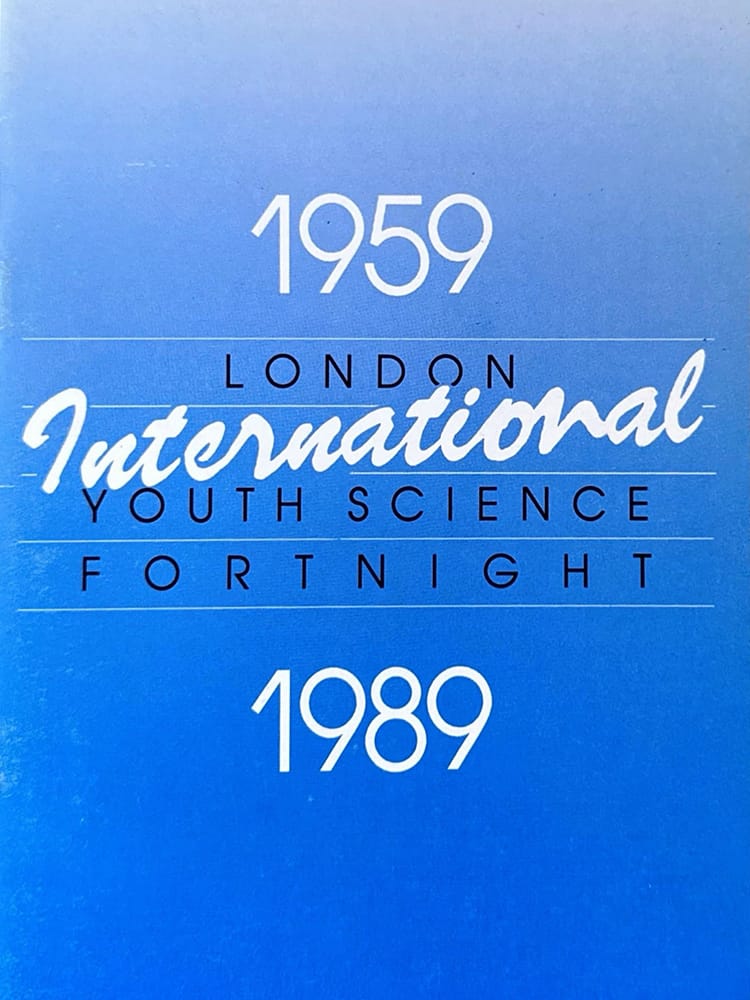 1959
LONDON
International
YOUTH SCIENCE
FORTNIGHT
1989